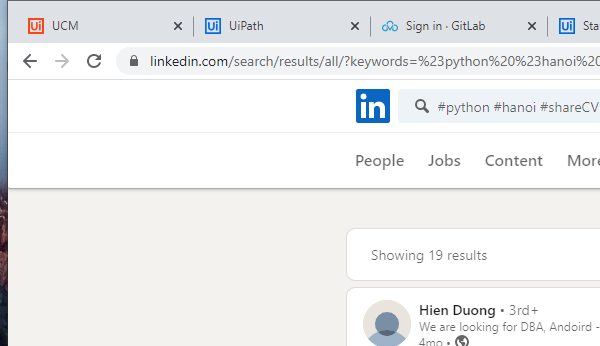 Ui UCM Ui UiPath Sign in · GitLab Ui Sta
linkedin.com/search/results/all/?keywords=%23python%20%23hanoi%20
in #python #hanoi #shareCV
People Jobs Content More
Showing 19 results
Hien Duong • 3rd+
We are looking for DBA, Andoird -
4mo •